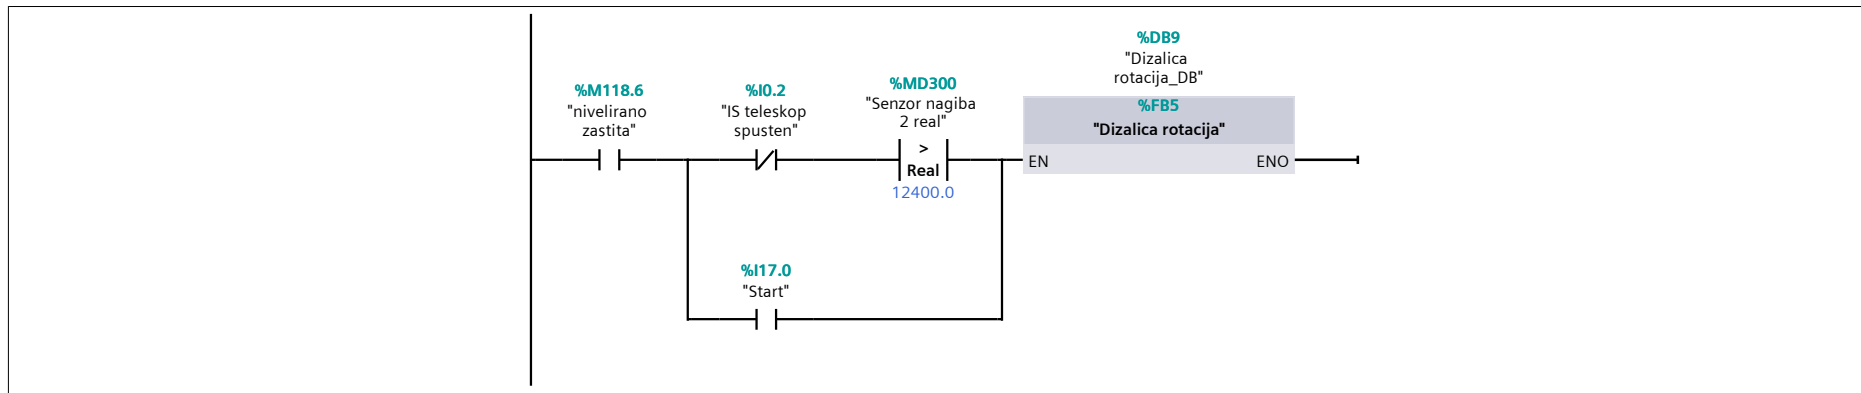 %DB9
"Dizalica
rotacija_DB"
%M118.6
"nivelirano
zastita"
%I0.2
"IS teleskop
spusten"
%MD300
"Senzor nagiba
2 real"
>
Real
12400.0
%FB5
"Dizalica rotacija"
EN
ENO
%I17.0
"Start"